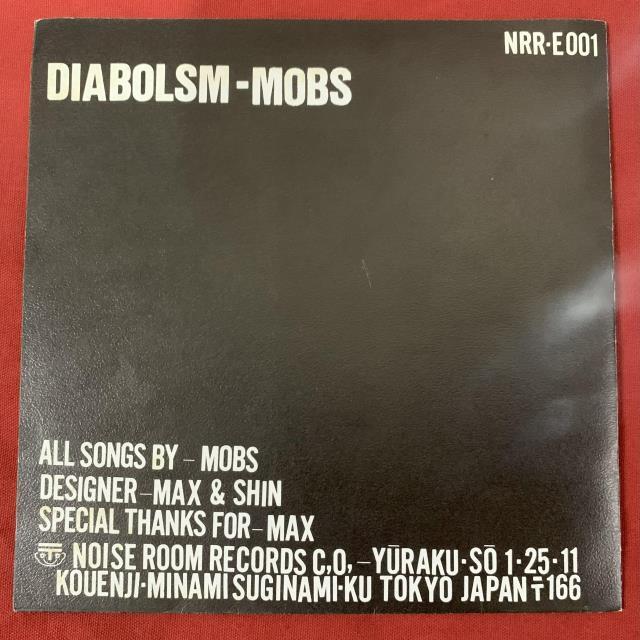 NRR·E001
DIABOLSM-MOBS
ALL SONGS BY – MOBS
DESIGNER–MAX & SHIN
SPECIAL THANKS FOR–MAX
NOISE ROOM RECORDS C,O,–YŪRAKU·SŌ 1·25·11
KOUENJI·MINAMI SUGINAMI·KU TOKYO JAPAN 〒166